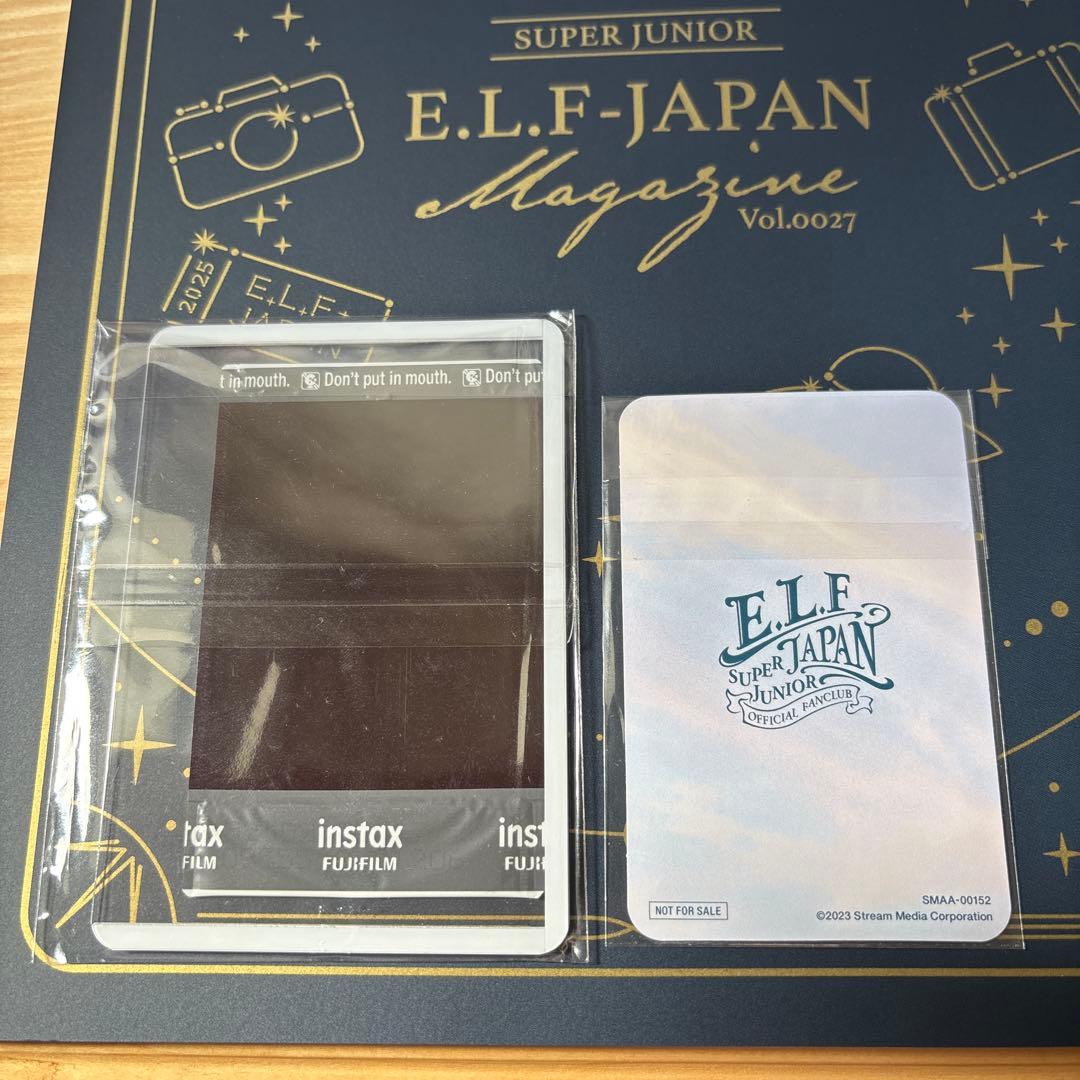 SUPER JUNIOR
E.L.F-JAPAN
Magazine
Vol.0027
2025
E.L.F
t in mouth. Don't put in mouth. Don't pu
E.L.F
SUPER JAPAN
JUNIOR
OFFICIAL FANCLUB
tax instax inst
FILM FUJIFILM FUJI
NOT FOR SALE
SMAA-00152
©2023 Stream Media Corporation